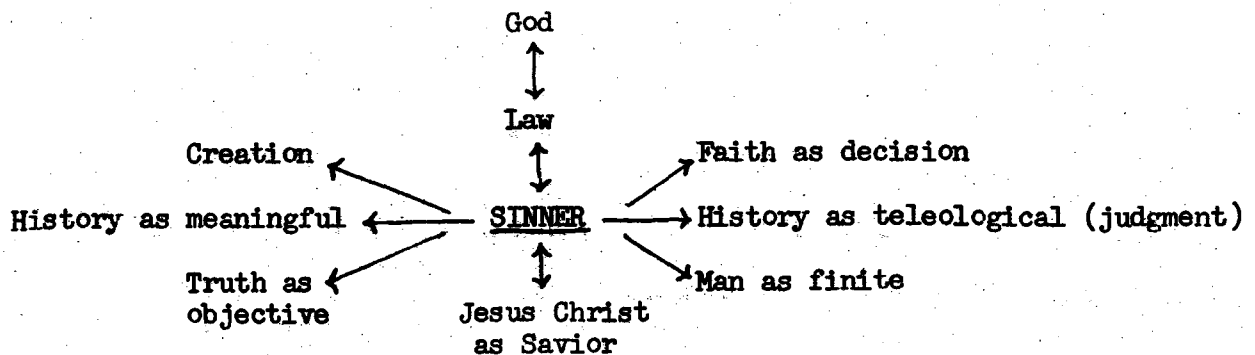 God
Law
Creation
Faith as decision
History as meaningful
SINNER
History as teleological (judgment)
Truth as
objective
Man as finite
Jesus Christ
as Savior